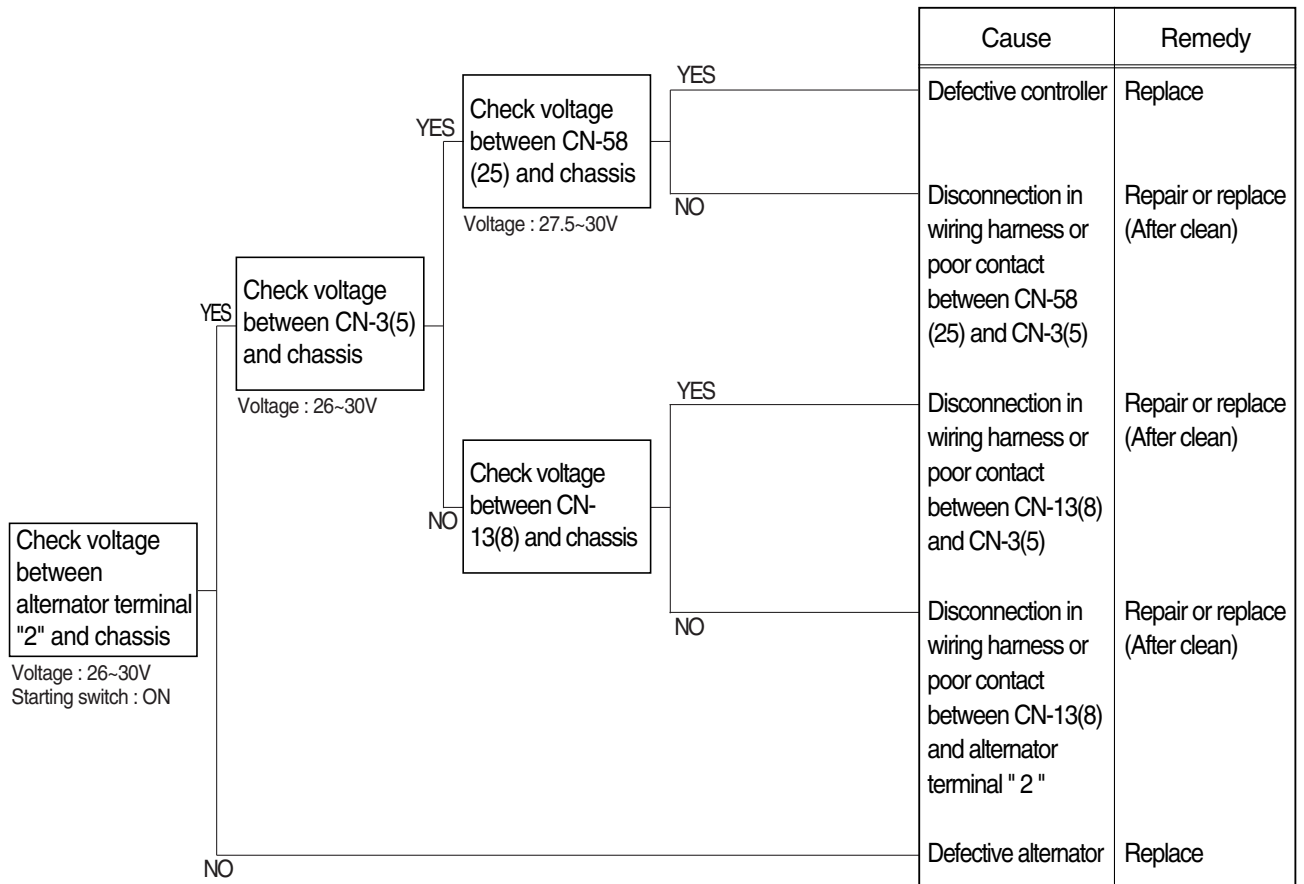 Cause
Remedy
YES
Defective controller
Replace
Check voltage
between CN-58
(25) and chassis
YES
Voltage : 27.5~30V
NO
Disconnection in
wiring harness or
poor contact
between CN-58
(25) and CN-3(5)
Repair or replace
(After clean)
YES
Check voltage
between CN-3(5)
and chassis
Voltage : 26~30V
YES
Disconnection in
wiring harness or
poor contact
between CN-13(8)
and CN-3(5)
Repair or replace
(After clean)
NO
Check voltage
between CN-
13(8) and chassis
Check voltage
between
alternator terminal
"2" and chassis
Voltage : 26~30V
Starting switch : ON
NO
Disconnection in
wiring harness or
poor contact
between CN-13(8)
and alternator
terminal " 2 "
Repair or replace
(After clean)
NO
Defective alternator
Replace